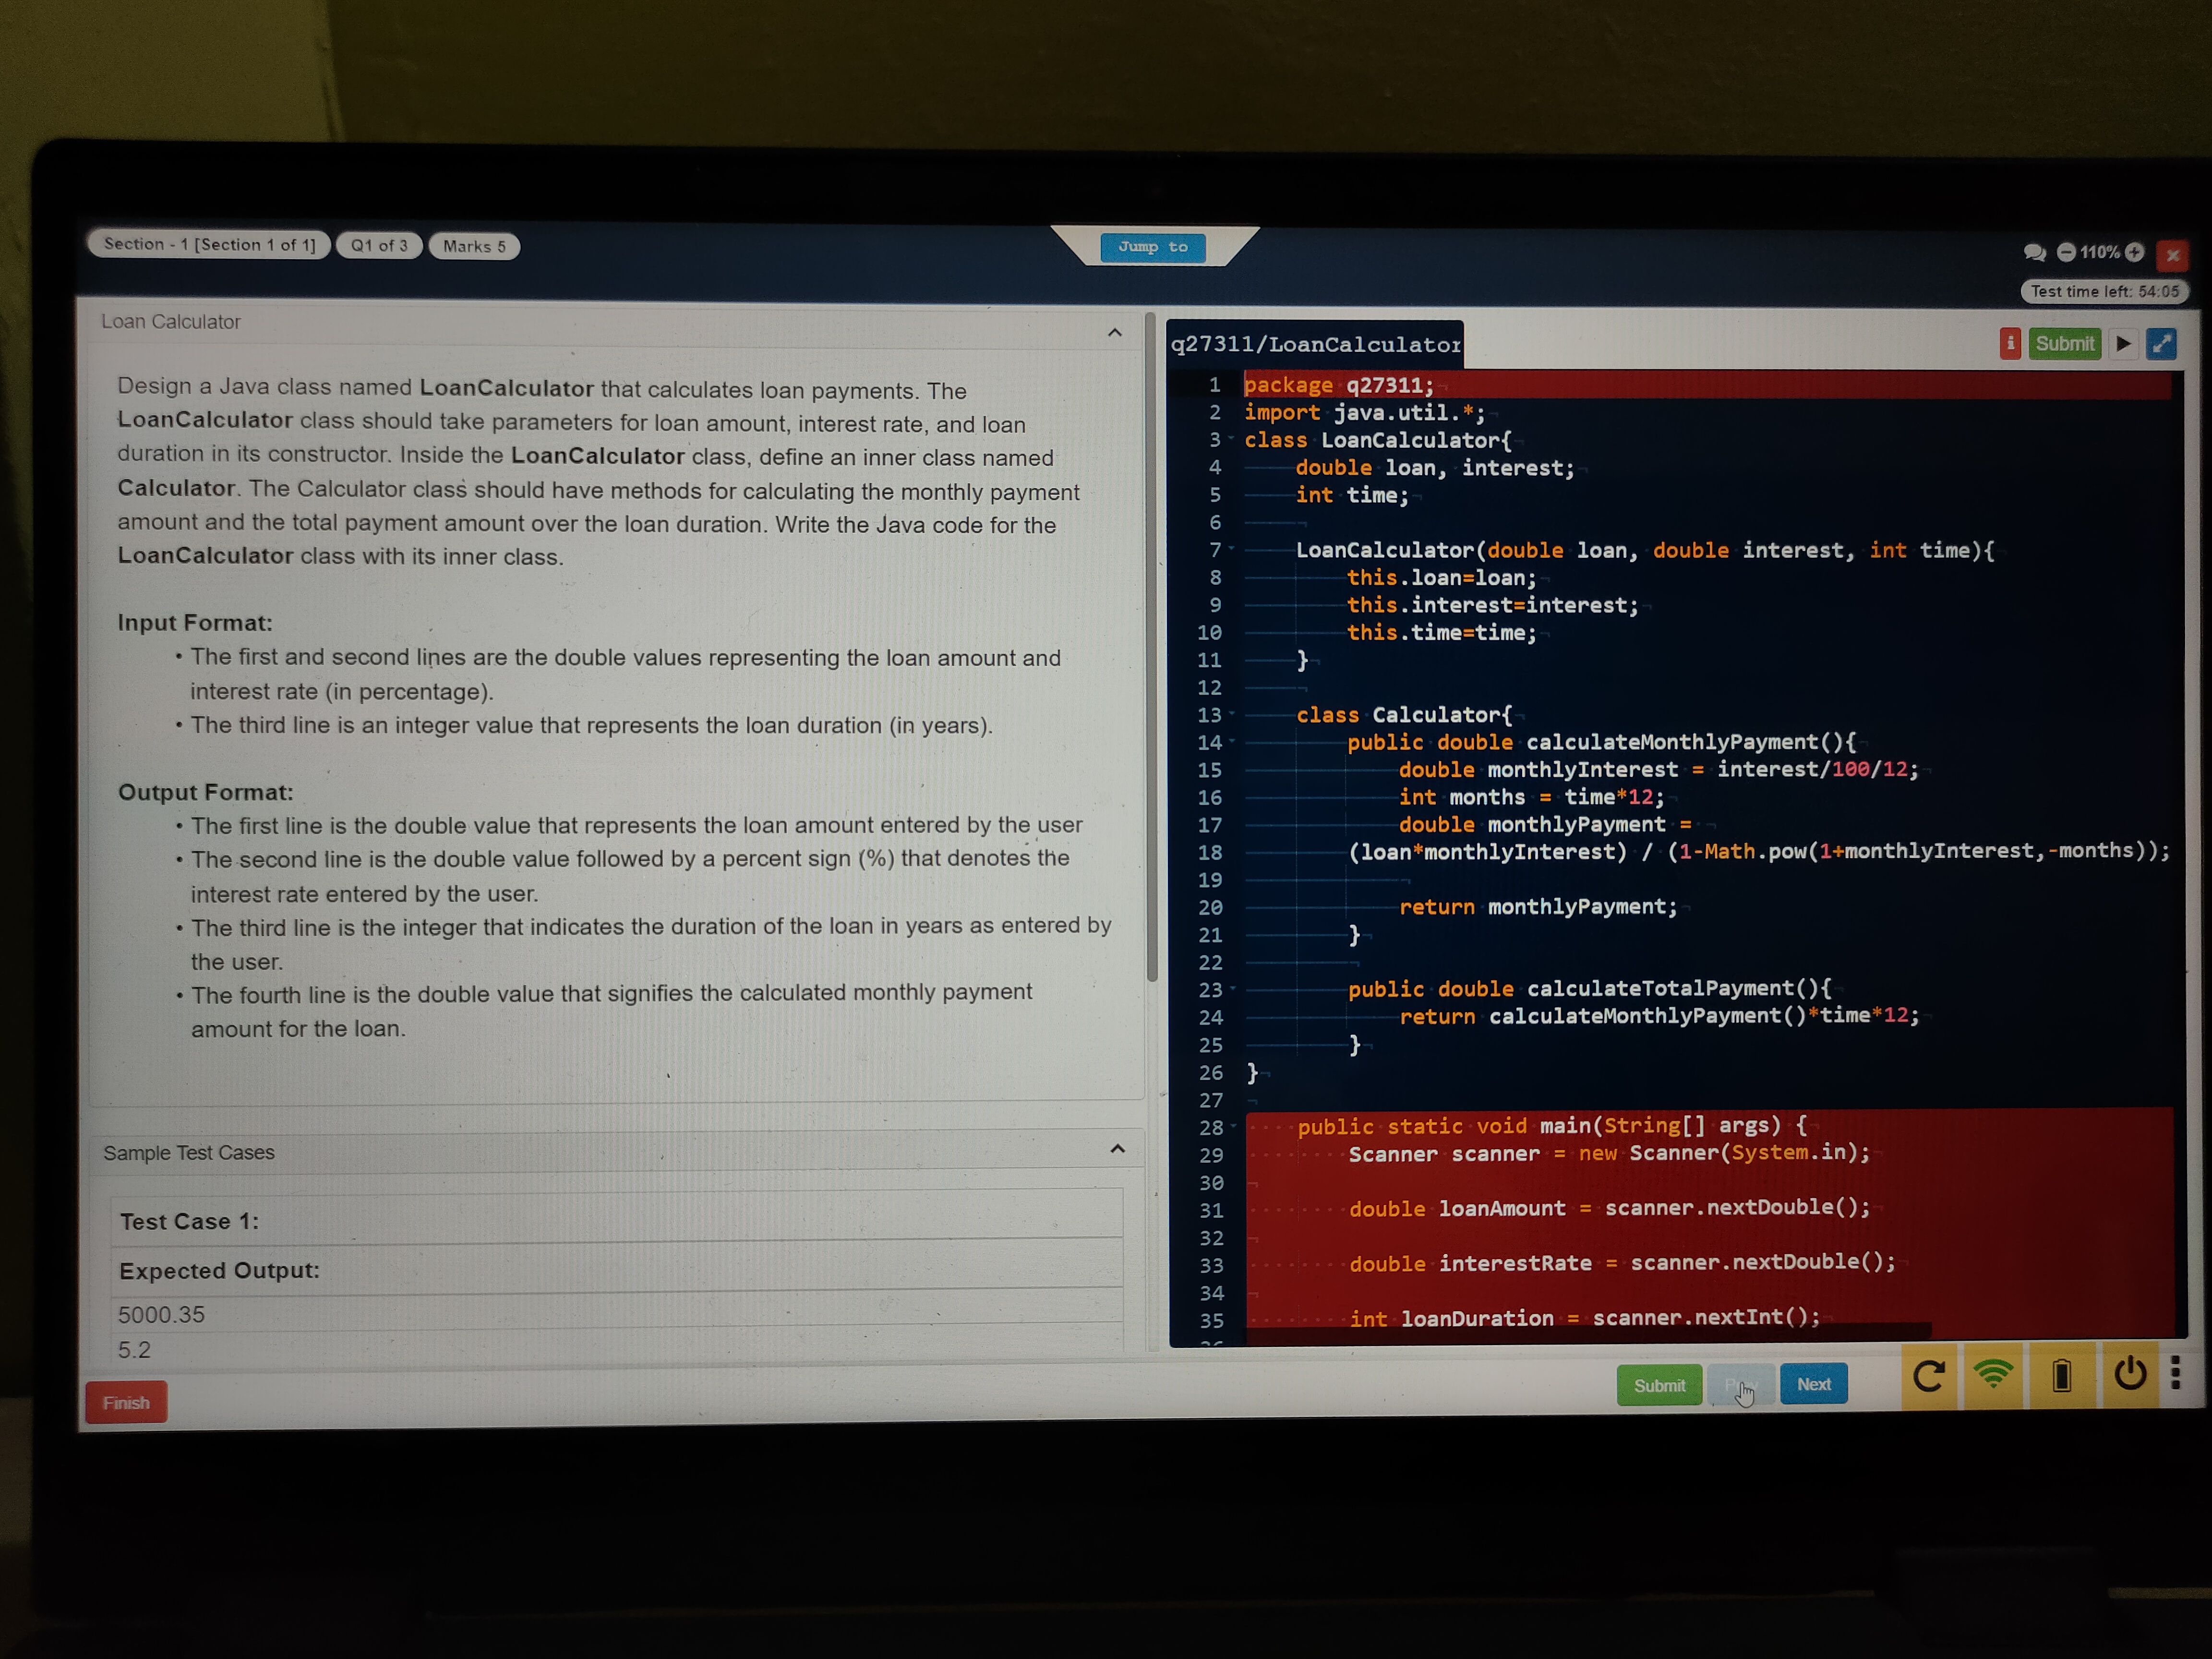 Section - 1 [Section 1 of 1] Q1 of 3 Marks 5
Jump to
110%
Test time left: 54:05
Loan Calculator
Design a Java class named LoanCalculator that calculates loan payments. The
LoanCalculator class should take parameters for loan amount, interest rate, and loan
duration in its constructor. Inside the LoanCalculator class, define an inner class named
Calculator. The Calculator class should have methods for calculating the monthly payment
amount and the total payment amount over the loan duration. Write the Java code for the
LoanCalculator class with its inner class.
Input Format:
• The first and second lines are the double values representing the loan amount and
interest rate (in percentage).
• The third line is an integer value that represents the loan duration (in years).
Output Format:
• The first line is the double value that represents the loan amount entered by the user
• The second line is the double value followed by a percent sign (%) that denotes the
interest rate entered by the user.
• The third line is the integer that indicates the duration of the loan in years as entered by
the user.
• The fourth line is the double value that signifies the calculated monthly payment
amount for the loan.
Sample Test Cases
Test Case 1:
Expected Output:
5000.35
5.2
q27311/LoanCalculator
i Submit
1 package q27311;
2 import java.util.*;
3 class LoanCalculator{
4 double loan, interest;
5 int time;
6
7 LoanCalculator(double loan, double interest, int time){
8 this.loan=loan;
9 this.interest=interest;
10 this.time=time;
11 }
12
13 class Calculator{
14 public double calculateMonthlyPayment(){
15 double monthlyInterest = interest/100/12;
16 int months = time*12;
17 double monthlyPayment =
18 (loan*monthlyInterest) / (1-Math.pow(1+monthlyInterest,-months));
19
20 return monthlyPayment;
21 }
22
23 public double calculateTotalPayment(){
24 return calculateMonthlyPayment()*time*12;
25 }
26 }
27
28 public static void main(String[] args) {
29 Scanner scanner = new Scanner(System.in);
30
31 double loanAmount = scanner.nextDouble();
32
33 double interestRate = scanner.nextDouble();
34
35 int loanDuration = scanner.nextInt();
Finish
Submit
Next